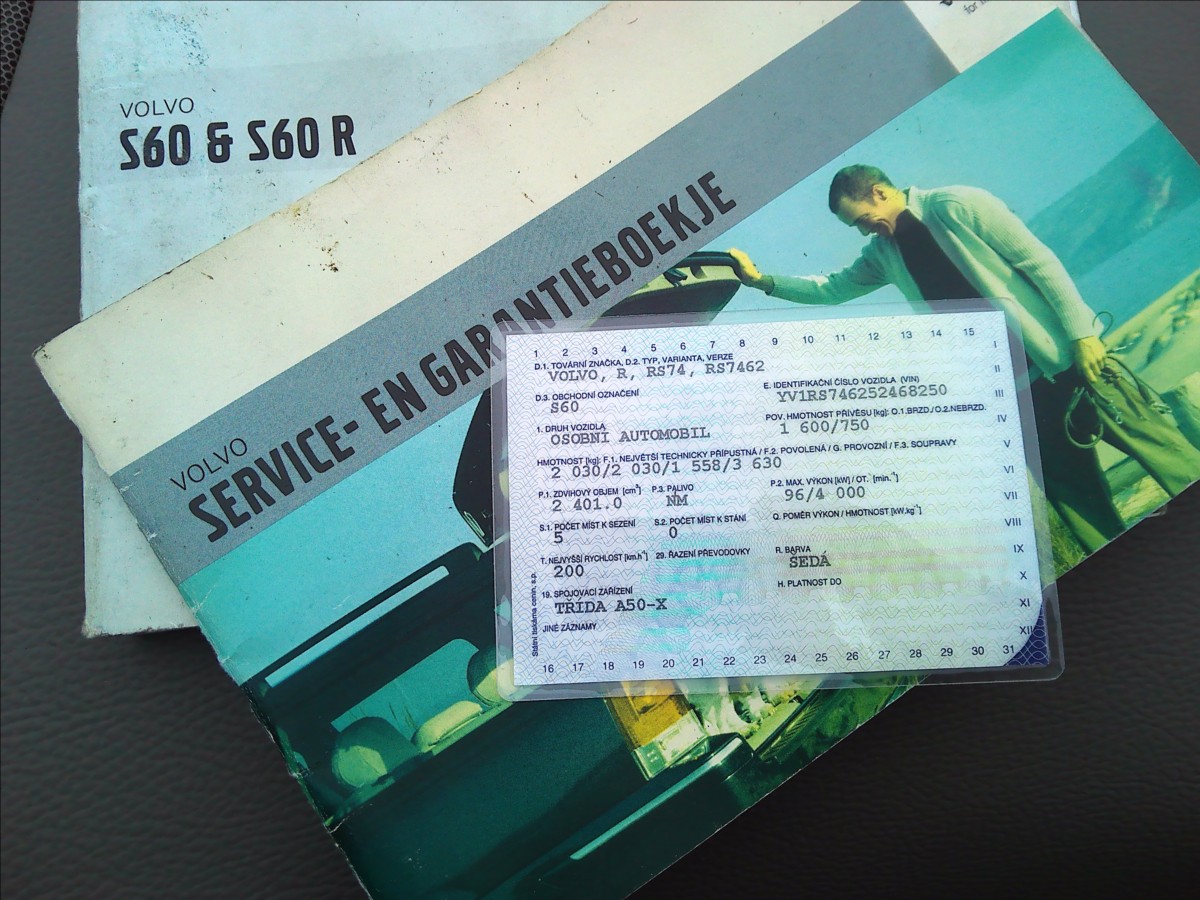 VOLVO
S60 & S60 R
for li
VOLVO
SERVICE- EN GARANTIEBOEKJE
1 2 3 4 5 6 7 8 9 10 11 12 13 14 15
D.1. TOVÁRNÍ ZNAČKA, D.2. TYP, VARIANTA, VERZE
VOLVO, R, RS74, RS7462
D.3. OBCHODNÍ OZNAČENÍ
S60
E. IDENTIFIKAČNÍ ČÍSLO VOZIDLA (VIN)
YV1RS746252468250
1. DRUH VOZIDLA
OSOBNÍ AUTOMOBIL
POV. HMOTNOST PŘÍVĚSU [kg]: O.1.BRZD./O.2.NEBRZD.
1 600/750
HMOTNOST [kg]: F.1. NEJVĚTŠÍ TECHNICKY PŘÍPUSTNÁ / F.2. POVOLENÁ / G. PROVOZNÍ / F.3. SOUPRAVY
2 030/2 030/1 558/3 630
P.1. ZDVIHOVÝ OBJEM [cm³] P.3. PALIVO
2 401.0 NM
P.2. MAX. VÝKON [kW] / OT. [min.⁻¹]
96/4 000
S.1. POČET MÍST K SEZENÍ S.2. POČET MÍST K STÁNÍ
5 0
Q. POMĚR VÝKON / HMOTNOST [kW.kg⁻¹]
T. NEJVYŠŠÍ RYCHLOST [km.h⁻¹] 29. ŘAZENÍ PŘEVODOVKY
200
R. BARVA
ŠEDÁ
19. SPOJOVACÍ ZAŘÍZENÍ
TŘÍDA A50-X
H. PLATNOST DO
JINÉ ZÁZNAMY
Státní tiskárna cenin, s.p.
I
II
III
IV
V
VI
VII
VIII
IX
X
XI
XII
16 17 18 19 20 21 22 23 24 25 26 27 28 29 30 31